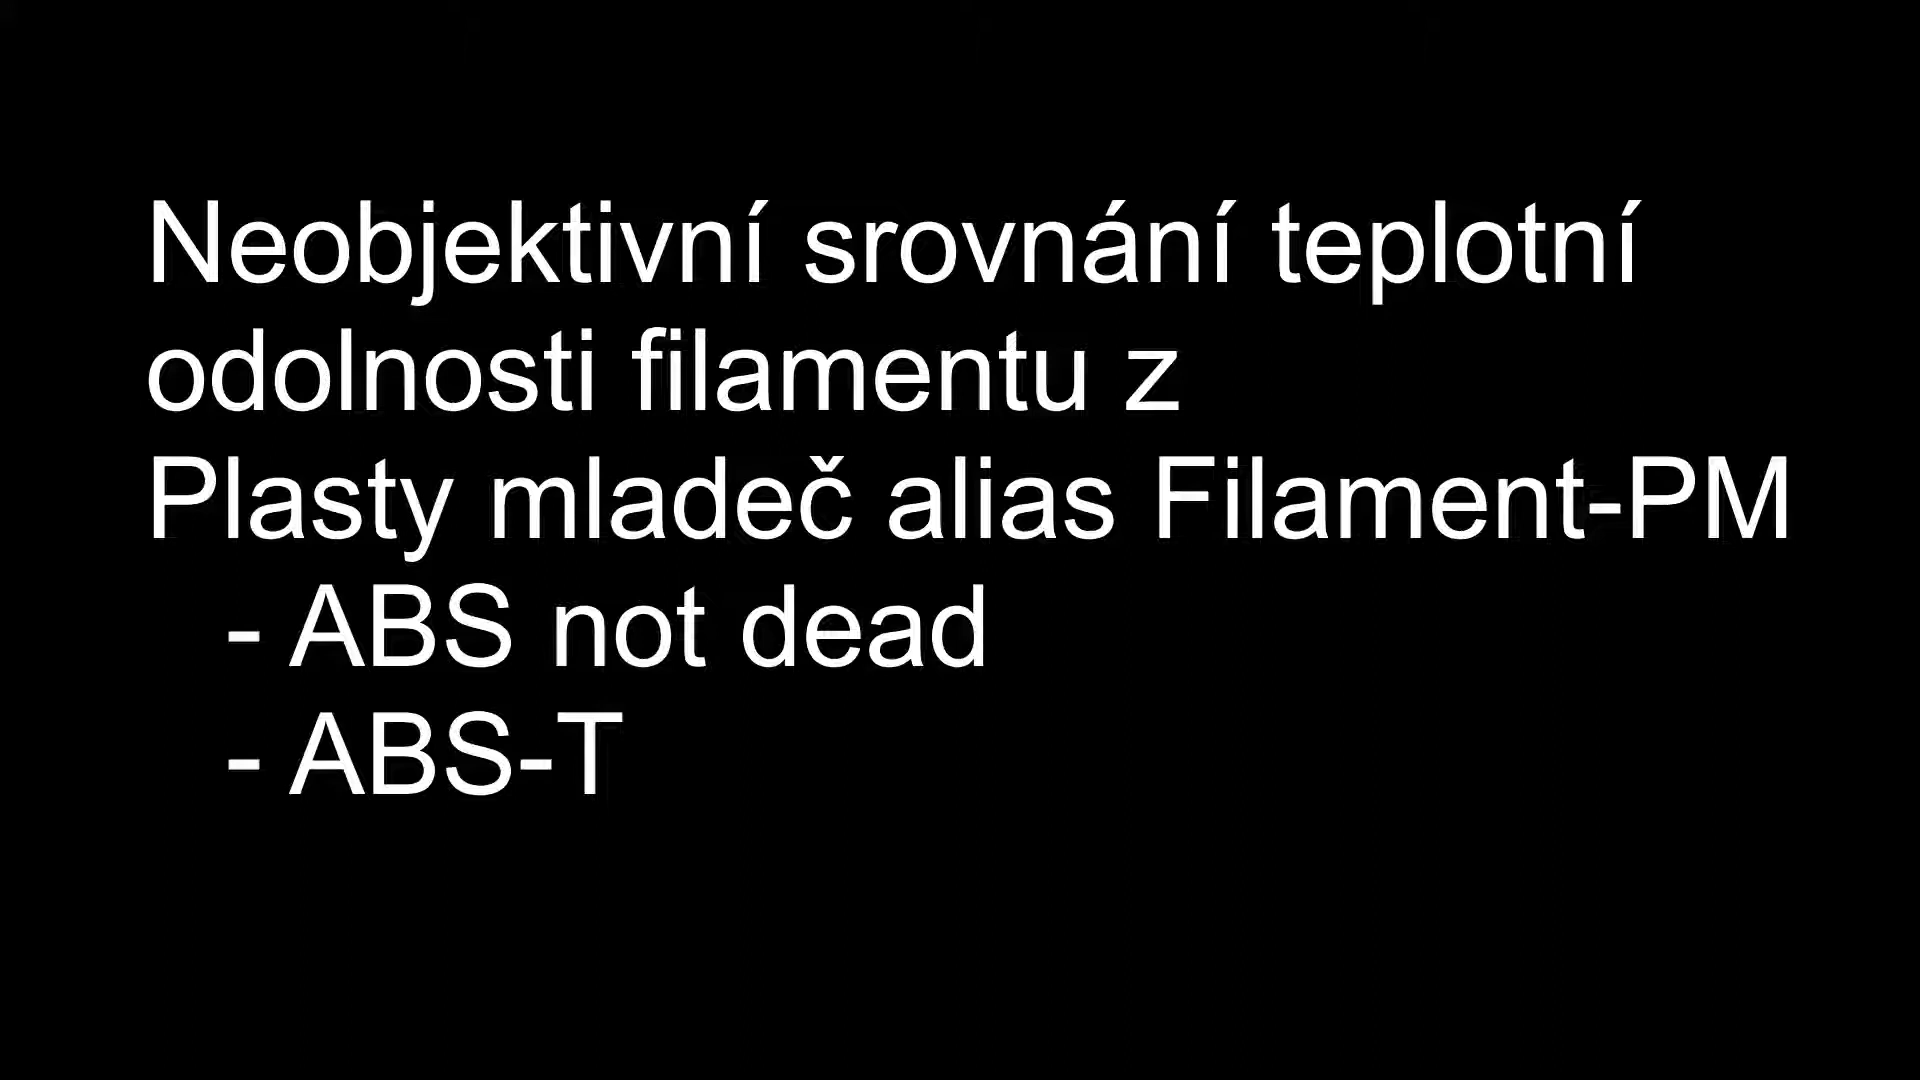 Neobjektivní srovnání teplotní
odolnosti filamentu z
Plasty mladeč alias Filament-PM
- ABS not dead
- ABS-T